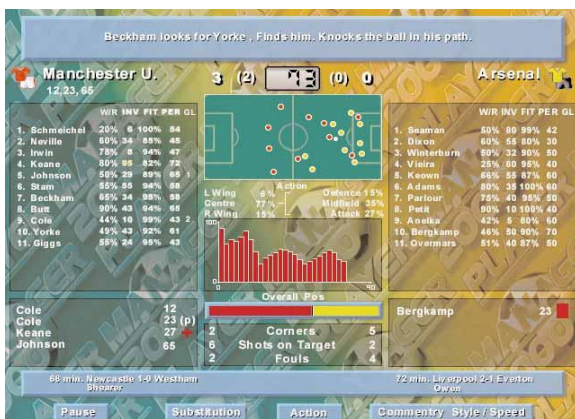 Beckham looks for Yorke , Finds him. Knocks the ball in his path.
Manchester U. 3 (2) 73 (0) 0 Arsenal
12,23, 65
W/R INV FIT PER GL
W/R INV FIT PER GL
1. Schmeichel 20% 6 100% 54
2. Neville 60% 34 85% 45
3. Irwin 78% 8 94% 47
4. Keane 80% 95 82% 72
5. Johnson 50% 29 89% 65 1
6. Stam 55% 55 94% 58
7. Beckham 65% 34 95% 58
8. Butt 90% 43 94% 65
9. Cole 44% 10 99% 43 2
10. Yorke 49% 43 92% 61
11. Giggs 55% 24 95% 43
1. Seaman 50% 80 99% 42
2. Dixon 60% 55 80% 30
3. Winterburn 50% 32 90% 50
4. Vieira 25% 60 95% 40
5. Keown 66% 55 87% 60
6. Adams 80% 35 100% 60
7. Parlour 75% 40 95% 50
8. Petit 90% 10 100% 40
9. Anelka 42% 5 80% 60
10. Bergkamp 46% 50 90% 70
11. Overmars 51% 40 87% 50
Action
L Wing 6% Defence 15%
Centre 77% Midfield 35%
R Wing 15% Attack 27%
100
0
90
Overall Pos
2 Corners 5
6 Shots on Target 2
2 Fouls 4
Cole 12
Cole 23 (p)
Keane 27
Johnson 65
Bergkamp 23
68 min. Newcastle 1-0 Westham
Shearer
72 min. Liverpool 2-1 Everton
Owen
Pause Substitution Action Commentry Style / Speed